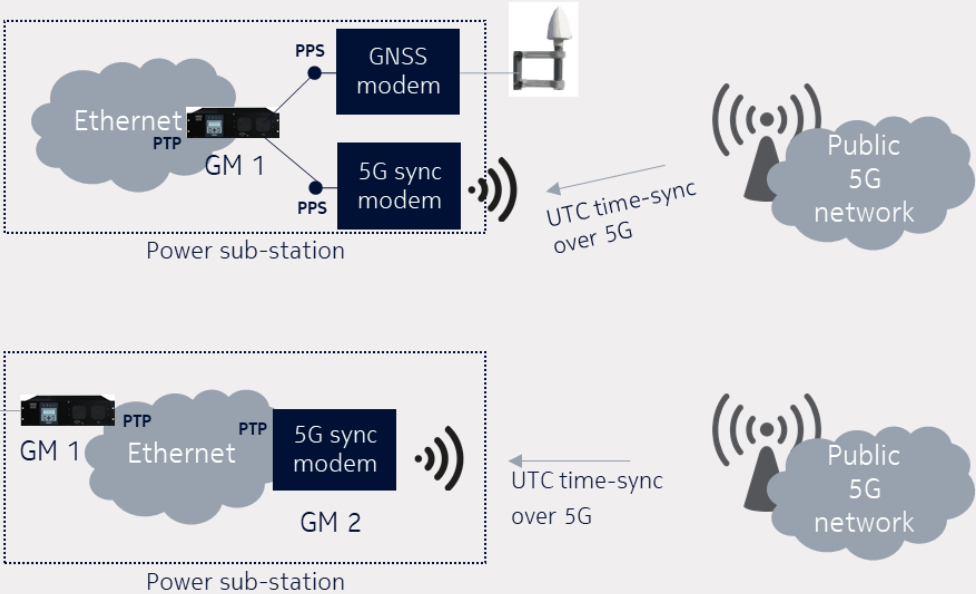 PPS
GNSS
modem
Ethernet
PTP
GM 1
5G sync
modem
PPS
Power sub-station
UTC time-sync
over 5G
Public
5G
network
GM 1
PTP
Ethernet
PTP
5G sync
modem
GM 2
Power sub-station
UTC time-sync
over 5G
Public
5G
network